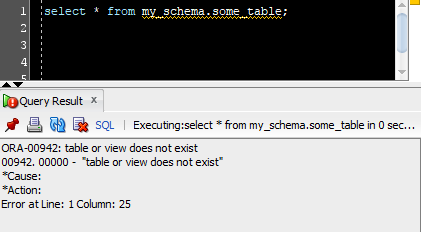 1 select * from my_schema.some_table;
2
3
4
5
Query Result x
SQL | Executing:select * from my_schema.some_table in 0 sec...
ORA-00942: table or view does not exist
00942. 00000 - "table or view does not exist"
*Cause:
*Action:
Error at Line: 1 Column: 25